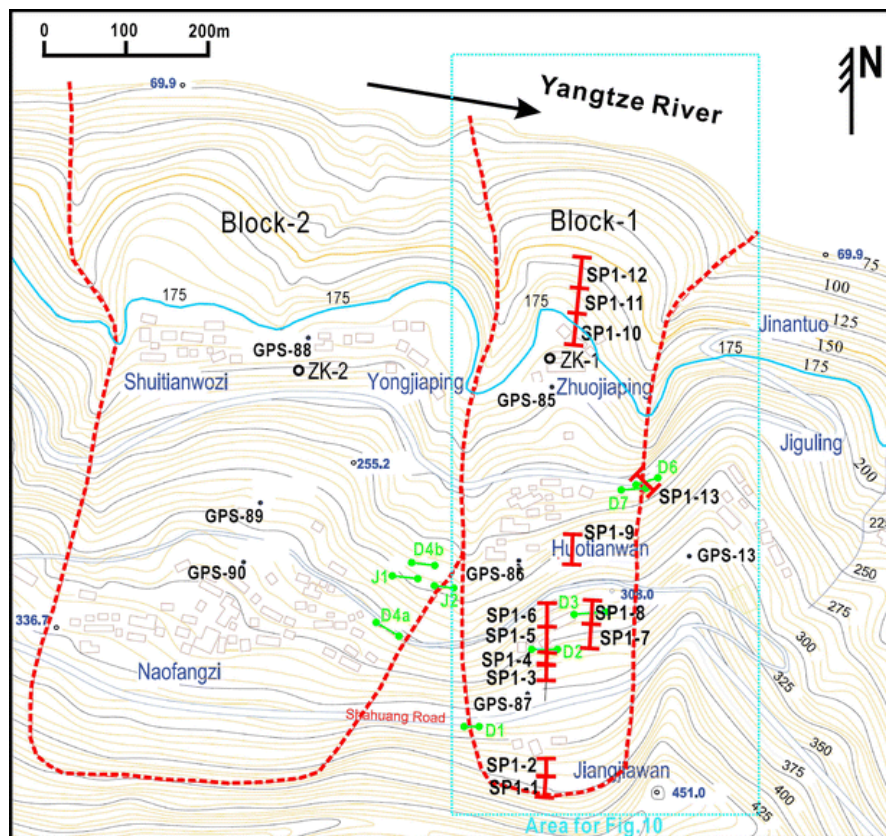 0 100 200m
69.9
N
Yangtze River
Block-2
Block-1
69.9
75
SP1-12
100
175
175
175
SP1-11
125
Jinantuo
SP1-10
150
175
175
GPS-88
ZK-1
ZK-2
Shuitianwozi
Yongjiaping
Zhuojiaping
GPS-85
Jiguling
255.2
D6
200
D7
SP1-13
GPS-89
225
SP1-9
250
Huotianwan
D4b
GPS-13
GPS-90
J1
GPS-86
J2
275
303.0
D3
SP1-6
SP1-8
300
336.7
D4a
SP1-5
SP1-7
325
SP1-4
D2
Naofangzi
SP1-3
GPS-87
Shahuang Road
D1
350
SP1-2
Jiangjiawan
375
SP1-1
451.0
400
425
Area for Fig.10